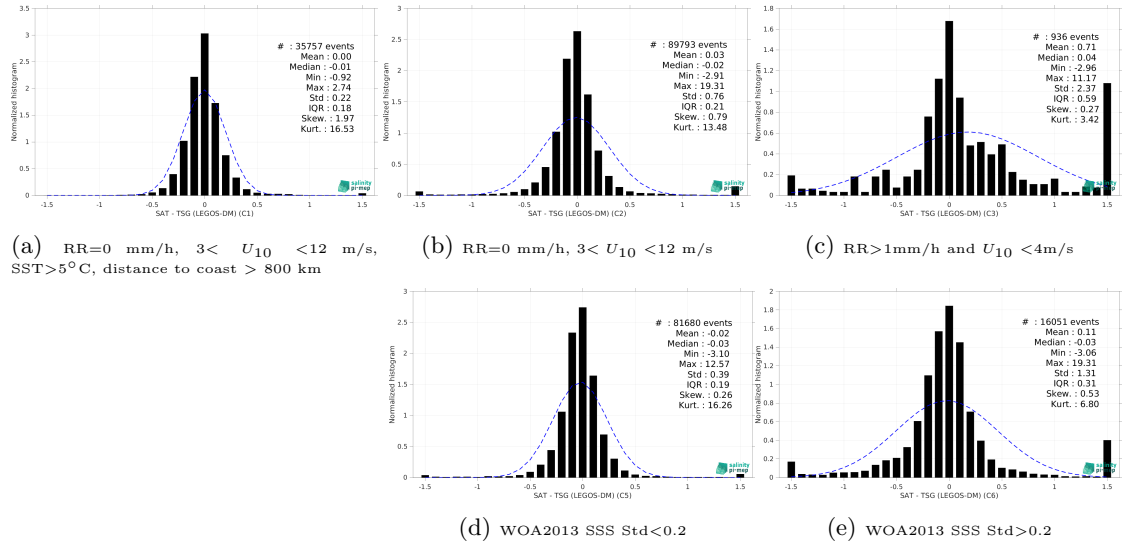 3.5
3
2.5
2
1.5
1
0.5
0
Normalized histogram
-1.5 -1 -0.5 0 0.5 1 1.5
SAT - TSG (LEGOS-DM) (C1)
# : 35757 events
Mean : 0.00
Median : -0.01
Min : -0.92
Max : 2.74
Std : 0.22
IQR : 0.18
Skew. : 1.97
Kurt. : 16.53
salinity
pi-mep
(a) RR=0 mm/h, 3< U10 <12 m/s,
SST>5°C, distance to coast > 800 km
3
2.5
2
1.5
1
0.5
0
Normalized histogram
-1.5 -1 -0.5 0 0.5 1 1.5
SAT - TSG (LEGOS-DM) (C2)
# : 89793 events
Mean : 0.03
Median : -0.02
Min : -2.91
Max : 19.31
Std : 0.76
IQR : 0.21
Skew. : 0.79
Kurt. : 13.48
salinity
pi-mep
(b) RR=0 mm/h, 3< U10 <12 m/s
1.8
1.6
1.4
1.2
1
0.8
0.6
0.4
0.2
0
Normalized histogram
-1.5 -1 -0.5 0 0.5 1 1.5
SAT - TSG (LEGOS-DM) (C3)
# : 936 events
Mean : 0.71
Median : 0.04
Min : -2.96
Max : 11.17
Std : 2.37
IQR : 0.59
Skew. : 0.27
Kurt. : 3.42
salinity
pi-mep
(c) RR>1mm/h and U10 <4m/s
3
2.5
2
1.5
1
0.5
0
Normalized histogram
-1.5 -1 -0.5 0 0.5 1 1.5
SAT - TSG (LEGOS-DM) (C5)
# : 81680 events
Mean : -0.02
Median : -0.03
Min : -3.10
Max : 12.57
Std : 0.39
IQR : 0.19
Skew. : 0.26
Kurt. : 16.26
salinity
pi-mep
(d) WOA2013 SSS Std<0.2
2
1.8
1.6
1.4
1.2
1
0.8
0.6
0.4
0.2
0
Normalized histogram
-1.5 -1 -0.5 0 0.5 1 1.5
SAT - TSG (LEGOS-DM) (C6)
# : 16051 events
Mean : 0.11
Median : -0.03
Min : -3.06
Max : 19.31
Std : 1.31
IQR : 0.31
Skew. : 0.53
Kurt. : 6.80
salinity
pi-mep
(e) WOA2013 SSS Std>0.2